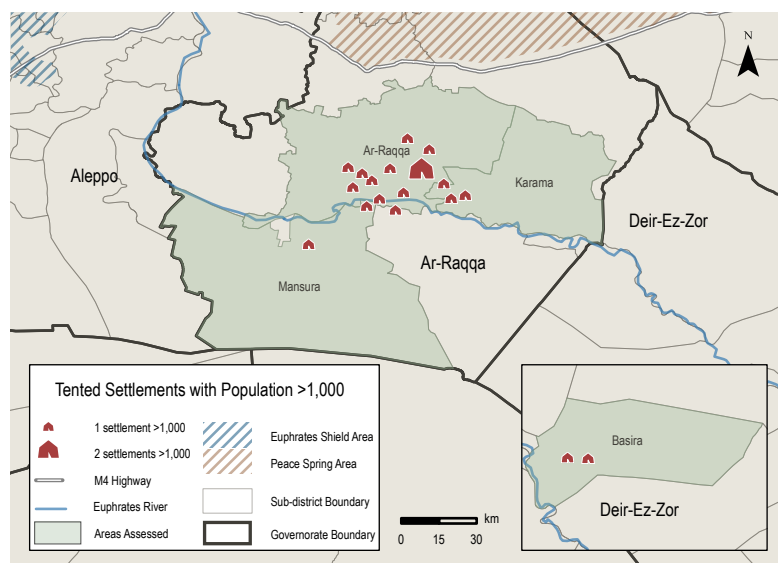 N
Aleppo
Ar-Raqqa
Karama
Deir-Ez-Zor
Ar-Raqqa
Mansura
Tented Settlements with Population >1,000
1 settlement >1,000
2 settlements >1,000
M4 Highway
Euphrates River
Areas Assessed
Euphrates Shield Area
Peace Spring Area
Sub-district Boundary
Governorate Boundary
km
0 15 30
Basira
Deir-Ez-Zor